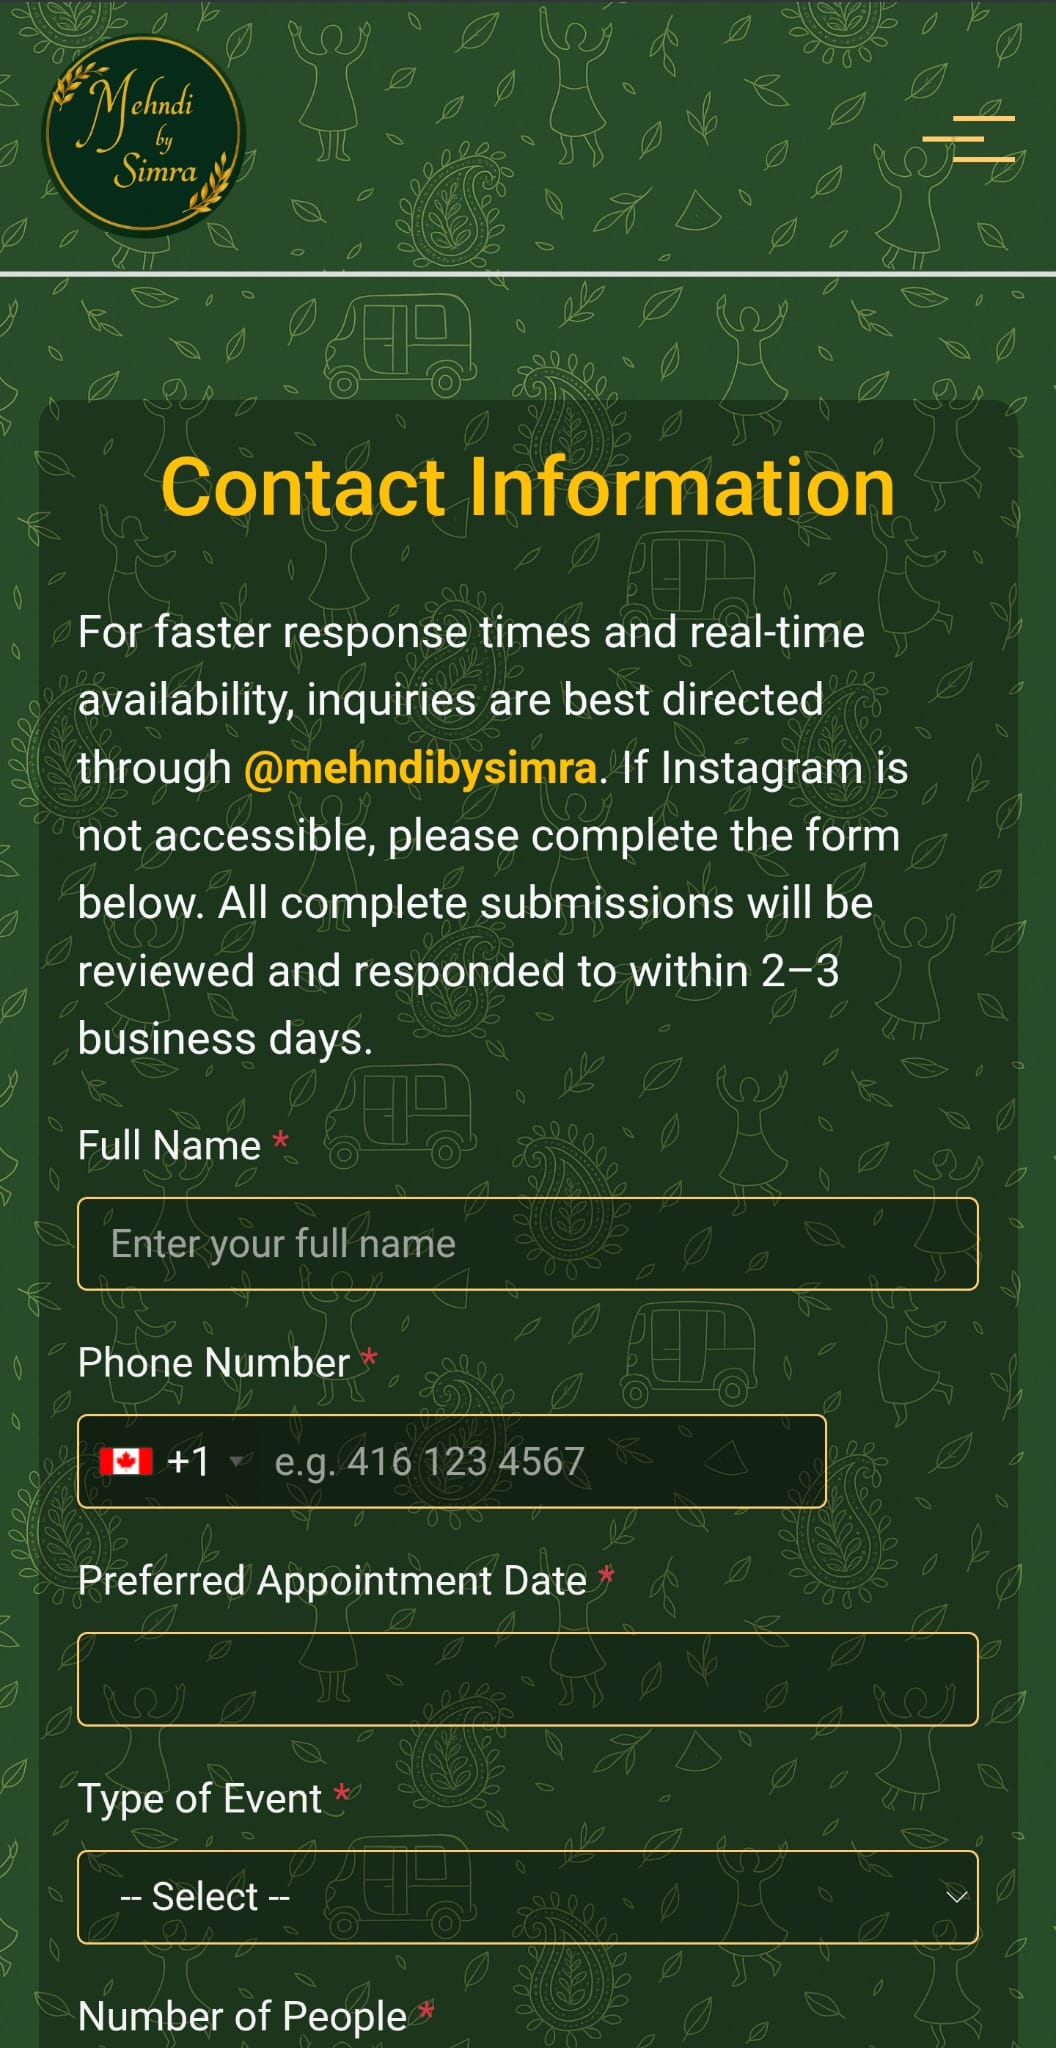 Mehndi
by
Simra
Contact Information
For faster response times and real-time
availability, inquiries are best directed
through @mehndibysimra. If Instagram is
not accessible, please complete the form
below. All complete submissions will be
reviewed and responded to within 2–3
business days.
Full Name *
Enter your full name
Phone Number *
+1 e.g. 416 123 4567
Preferred Appointment Date *
Type of Event *
-- Select --
Number of People *